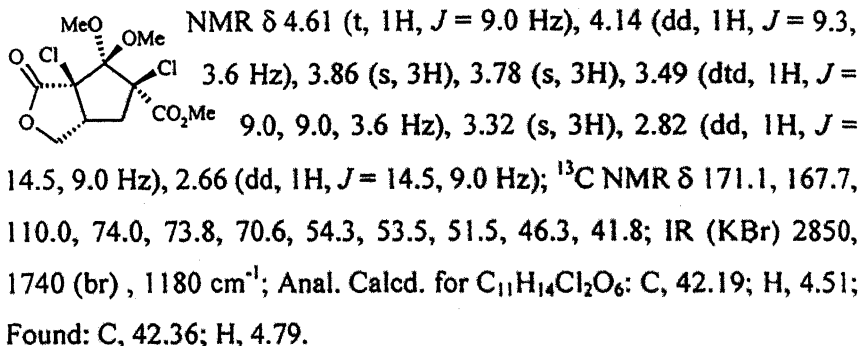 MeO OMe
NMR δ 4.61 (t, 1H, J = 9.0 Hz), 4.14 (dd, 1H, J = 9.3,
O Cl Cl
3.6 Hz), 3.86 (s, 3H), 3.78 (s, 3H), 3.49 (dtd, 1H, J =
O CO₂Me
9.0, 9.0, 3.6 Hz), 3.32 (s, 3H), 2.82 (dd, 1H, J =
14.5, 9.0 Hz), 2.66 (dd, 1H, J = 14.5, 9.0 Hz); ¹³C NMR δ 171.1, 167.7,
110.0, 74.0, 73.8, 70.6, 54.3, 53.5, 51.5, 46.3, 41.8; IR (KBr) 2850,
1740 (br) , 1180 cm⁻¹; Anal. Calcd. for C₁₁H₁₄Cl₂O₆: C, 42.19; H, 4.51;
Found: C, 42.36; H, 4.79.